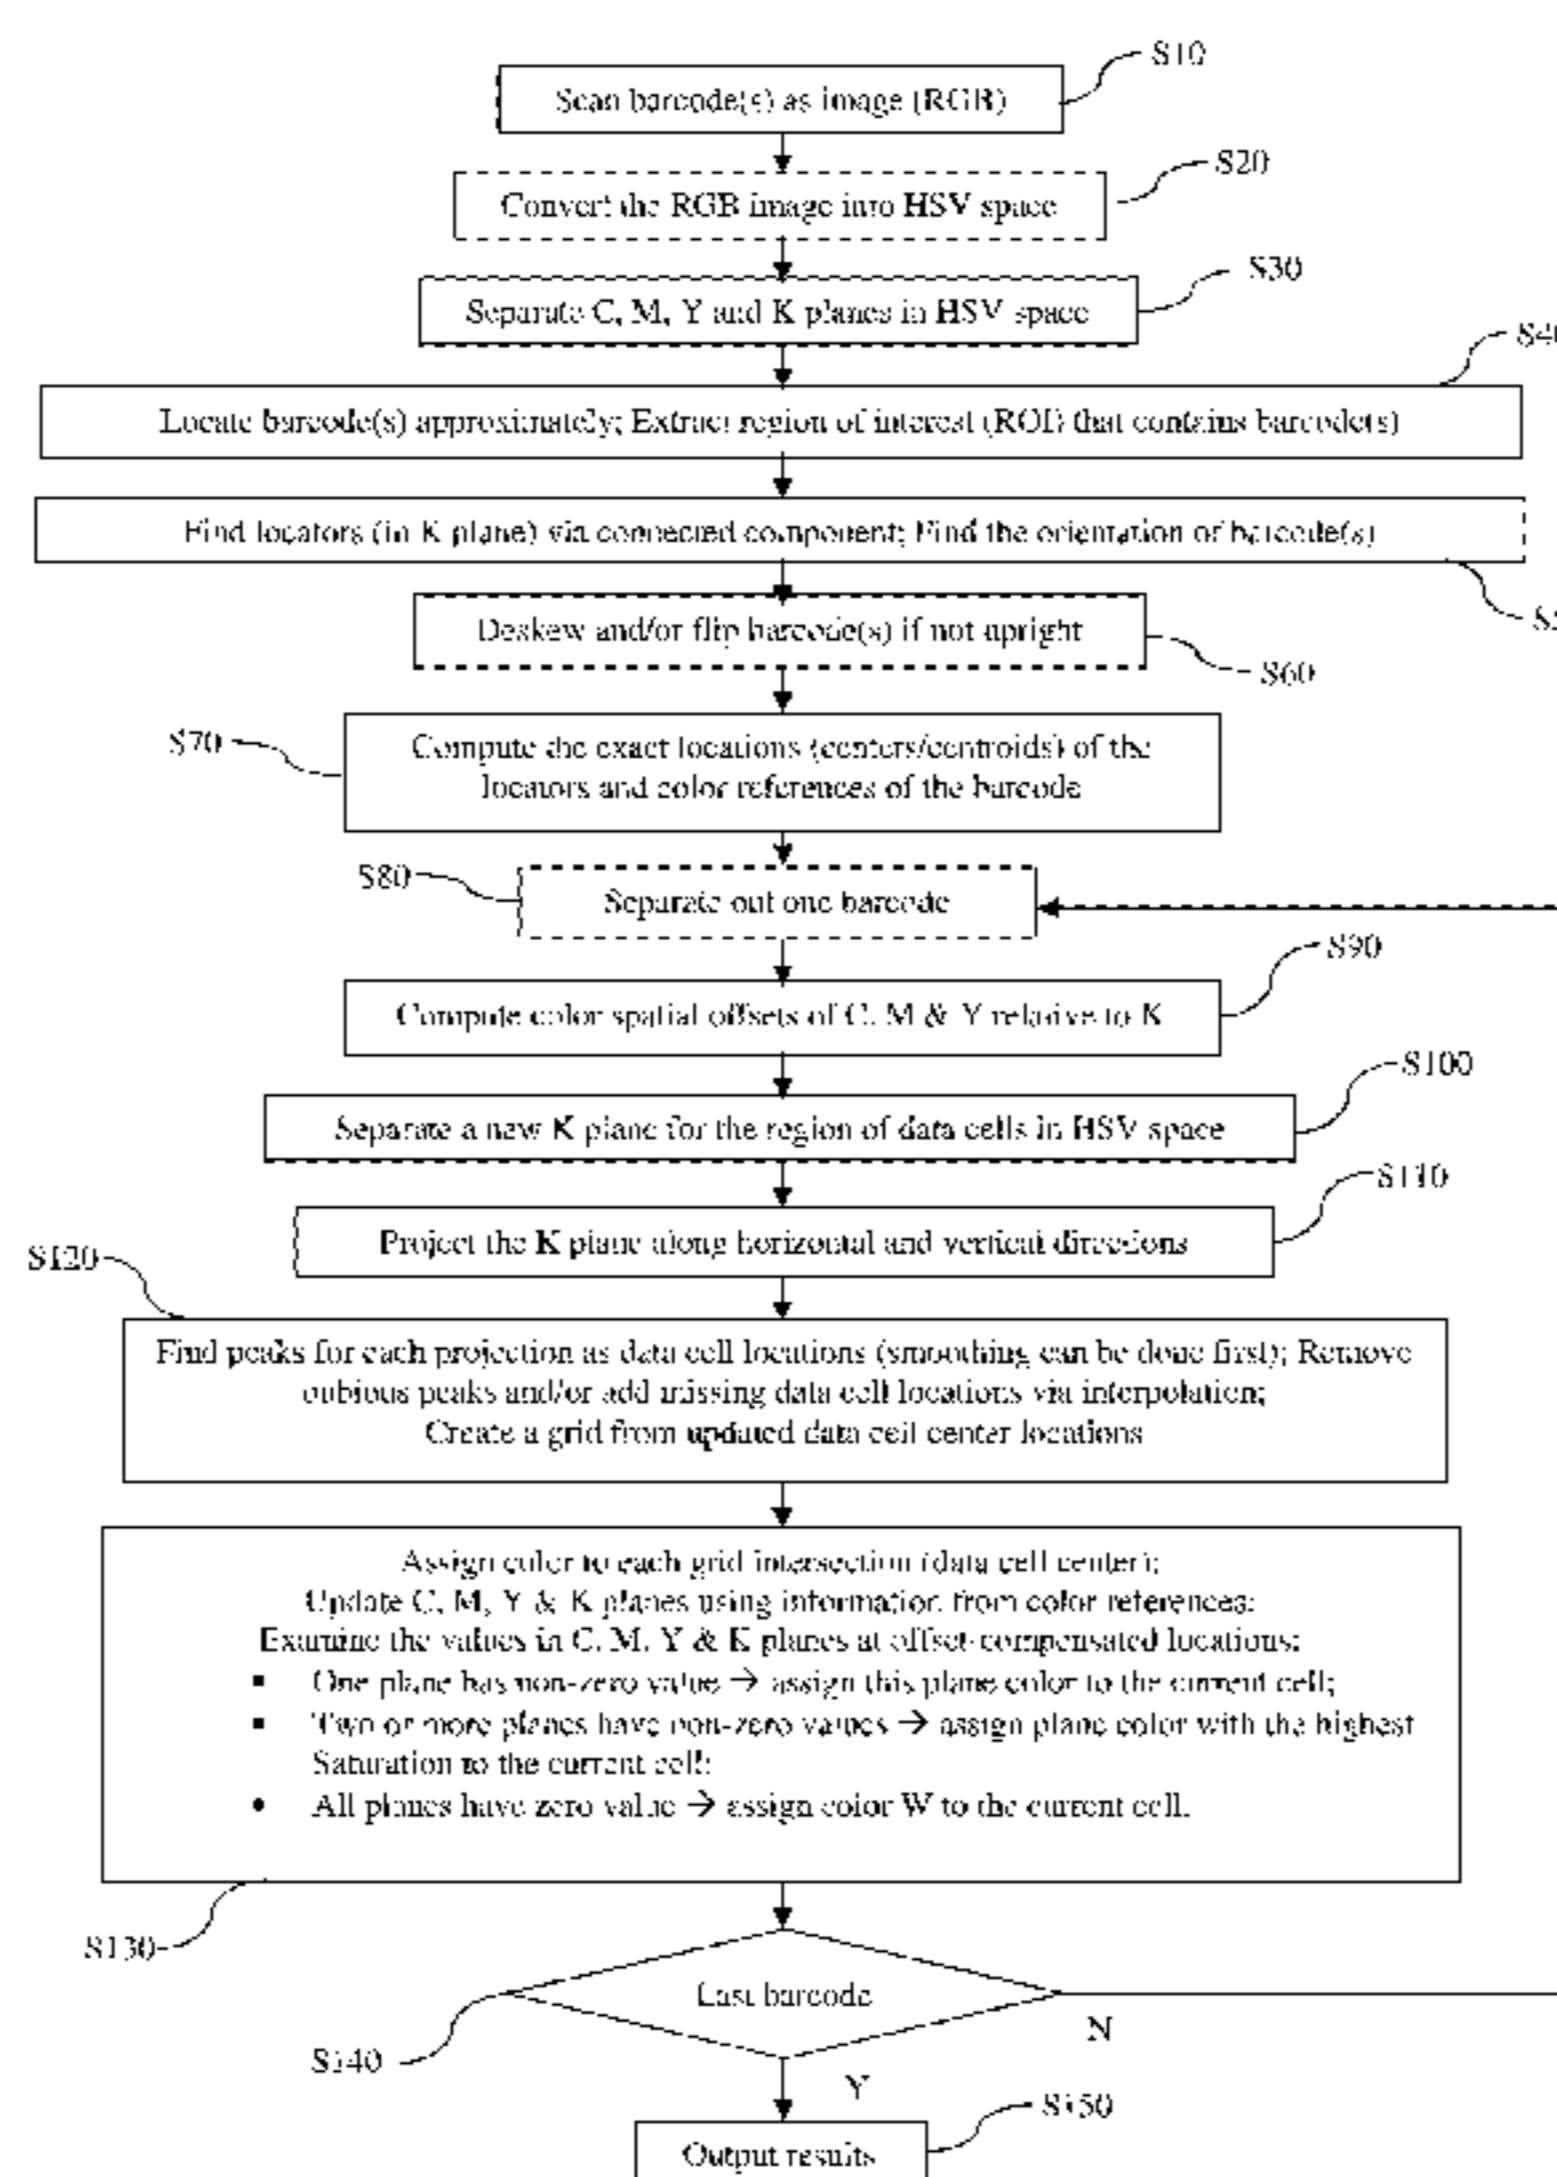 S10
Scan barcode(s) as image (RGB)
S20
Convert the RGB image into HSV space
S30
Separate C, M, Y and K planes in HSV space
S40
Locate barcode(s) approximately; Extract region of interest (ROI) that contains barcode(s)
Find locators (in K plane) via connected component; Find the orientation of barcode(s)
Deskew and/or flip barcode(s) if not upright
S60
S70
Compute the exact locations (centers/centroids) of the
locators and color references of the barcode
S80
Separate out one barcode
S90
Compute color spatial offsets of C, M & Y relative to K
S100
Separate a new K plane for the region of data cells in HSV space
S110
Project the K plane along horizontal and vertical directions
S120
Find peaks for each projection as data cell locations (smoothing can be done first); Remove
dubious peaks and/or add missing data cell locations via interpolation;
Create a grid from updated data cell center locations
Assign color to each grid intersection (data cell center);
Update C, M, Y & K planes using information from color references;
Examine the values in C, M, Y & K planes at offset-compensated locations:
▪ One plane has non-zero value → assign this plane color to the current cell;
▪ Two or more planes have non-zero values → assign plane color with the highest
Saturation to the current cell;
• All planes have zero value → assign color W to the current cell.
S130
Last barcode
N
S140
Y
S150
Output results